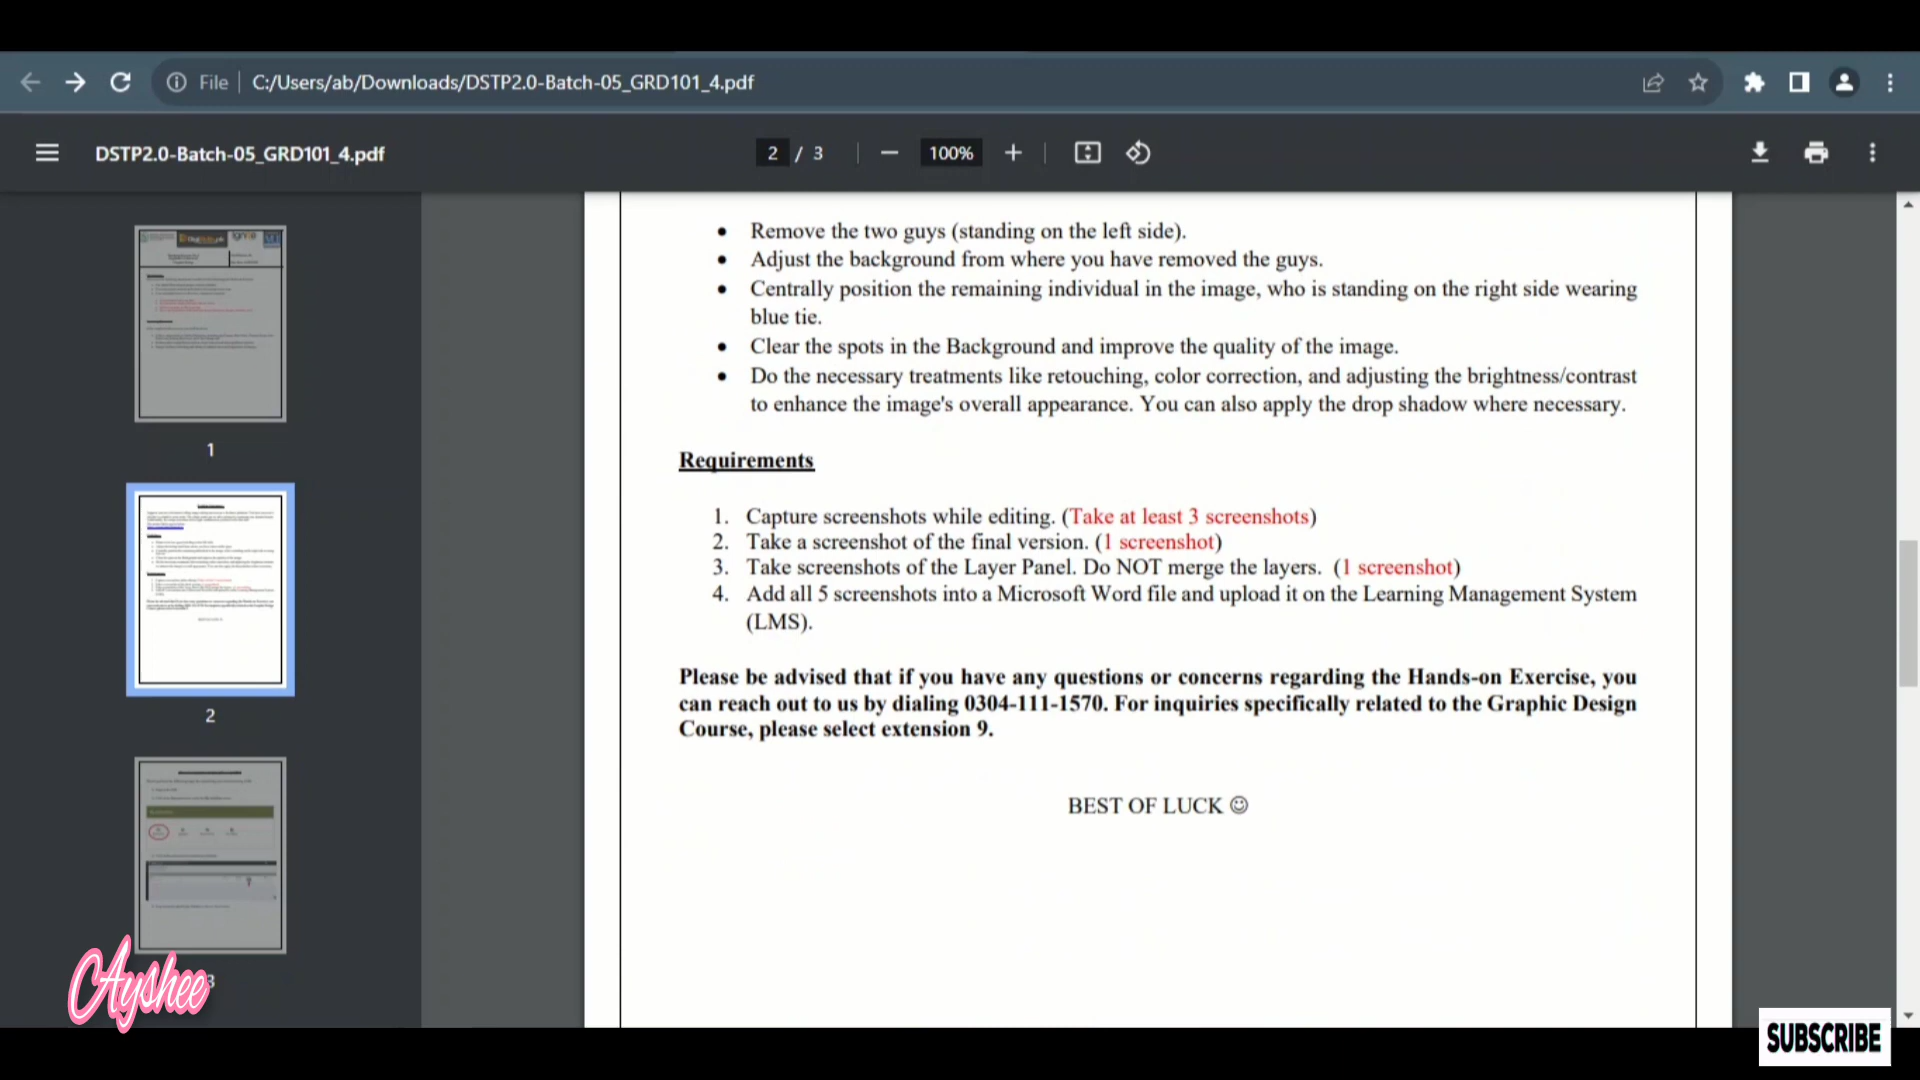 File
C:/Users/ab/Downloads/DSTP2.0-Batch-05_GRD101_4.pdf
DSTP2.0-Batch-05_GRD101_4.pdf
2 / 3
100%
• Remove the two guys (standing on the left side).
• Adjust the background from where you have removed the guys.
• Centrally position the remaining individual in the image, who is standing on the right side wearing
blue tie.
• Clear the spots in the Background and improve the quality of the image.
• Do the necessary treatments like retouching, color correction, and adjusting the brightness/contrast
to enhance the image's overall appearance. You can also apply the drop shadow where necessary.
Requirements
1. Capture screenshots while editing. (Take at least 3 screenshots)
2. Take a screenshot of the final version. (1 screenshot)
3. Take screenshots of the Layer Panel. Do NOT merge the layers. (1 screenshot)
4. Add all 5 screenshots into a Microsoft Word file and upload it on the Learning Management System
(LMS).
Please be advised that if you have any questions or concerns regarding the Hands-on Exercise, you
can reach out to us by dialing 0304-111-1570. For inquiries specifically related to the Graphic Design
Course, please select extension 9.
BEST OF LUCK ☺
1
2
3
Ayshee
SUBSCRIBE